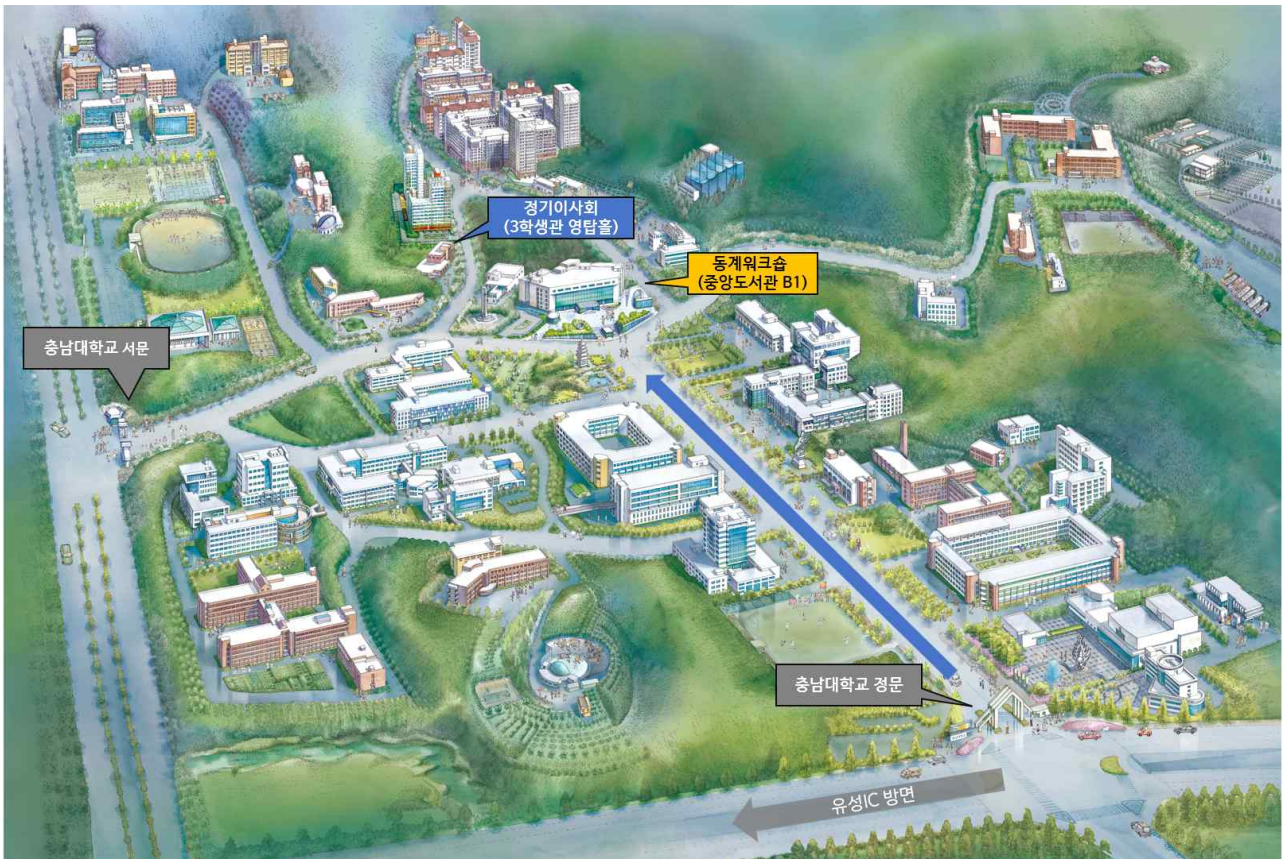 정기이사회
(3학생관 영탑홀)
동계워크숍
(중앙도서관 B1)
충남대학교 서문
충남대학교 정문
유성IC 방면